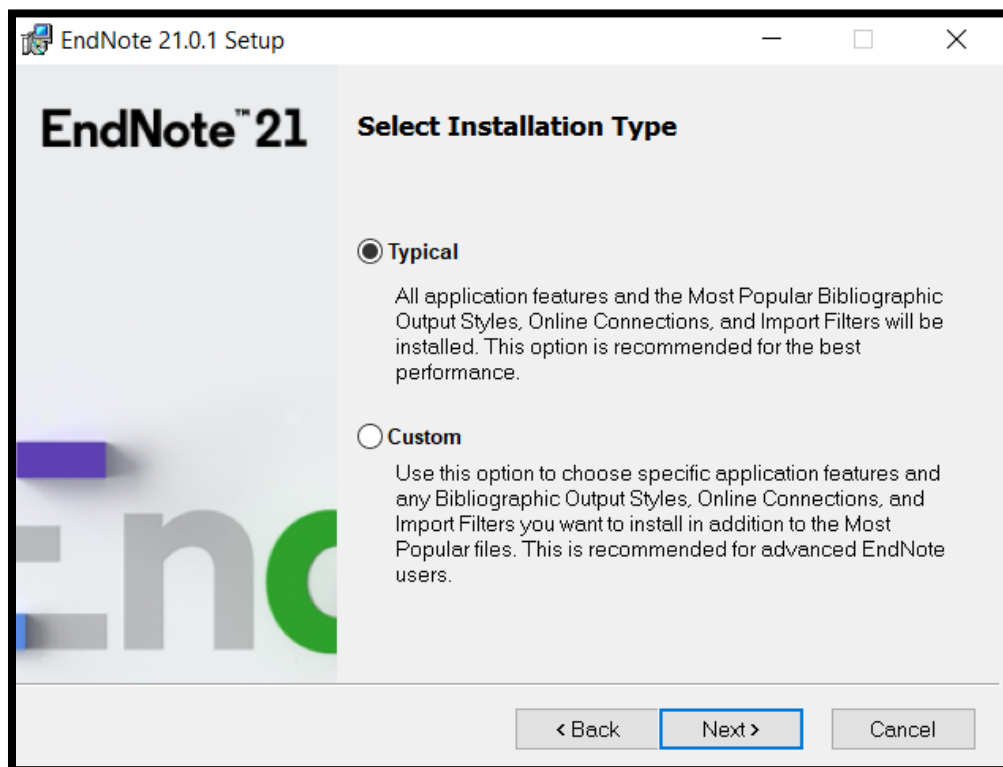 EndNote 21.0.1 Setup
EndNote™21
Select Installation Type
Typical
All application features and the Most Popular Bibliographic
Output Styles, Online Connections, and Import Filters will be
installed. This option is recommended for the best
performance.
Custom
Use this option to choose specific application features and
any Bibliographic Output Styles, Online Connections, and
Import Filters you want to install in addition to the Most
Popular files. This is recommended for advanced EndNote
users.
< Back
Next >
Cancel